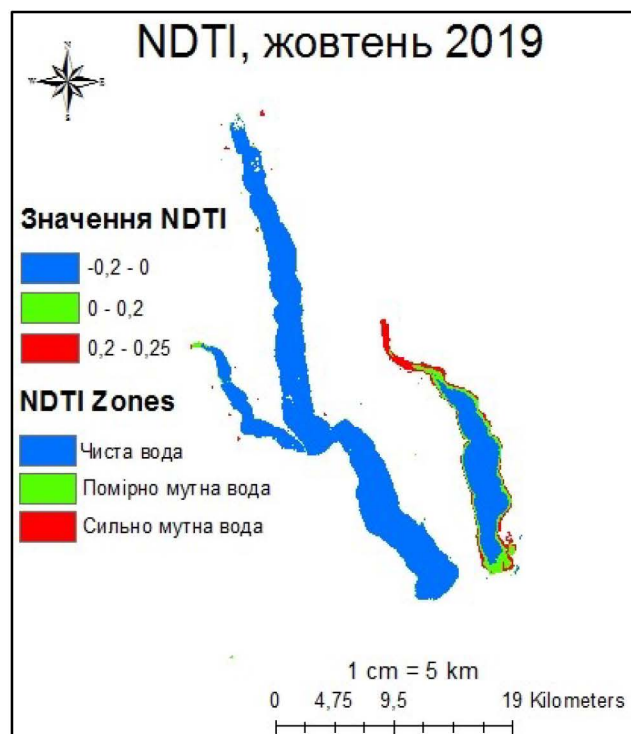 NDTI, жовтень 2019
N
W E
S
Значення NDTI
-0,2 - 0
0 - 0,2
0,2 - 0,25
NDTI Zones
Чиста вода
Помірно мутна вода
Сильно мутна вода
1 cm = 5 km
0 4,75 9,5 19 Kilometers